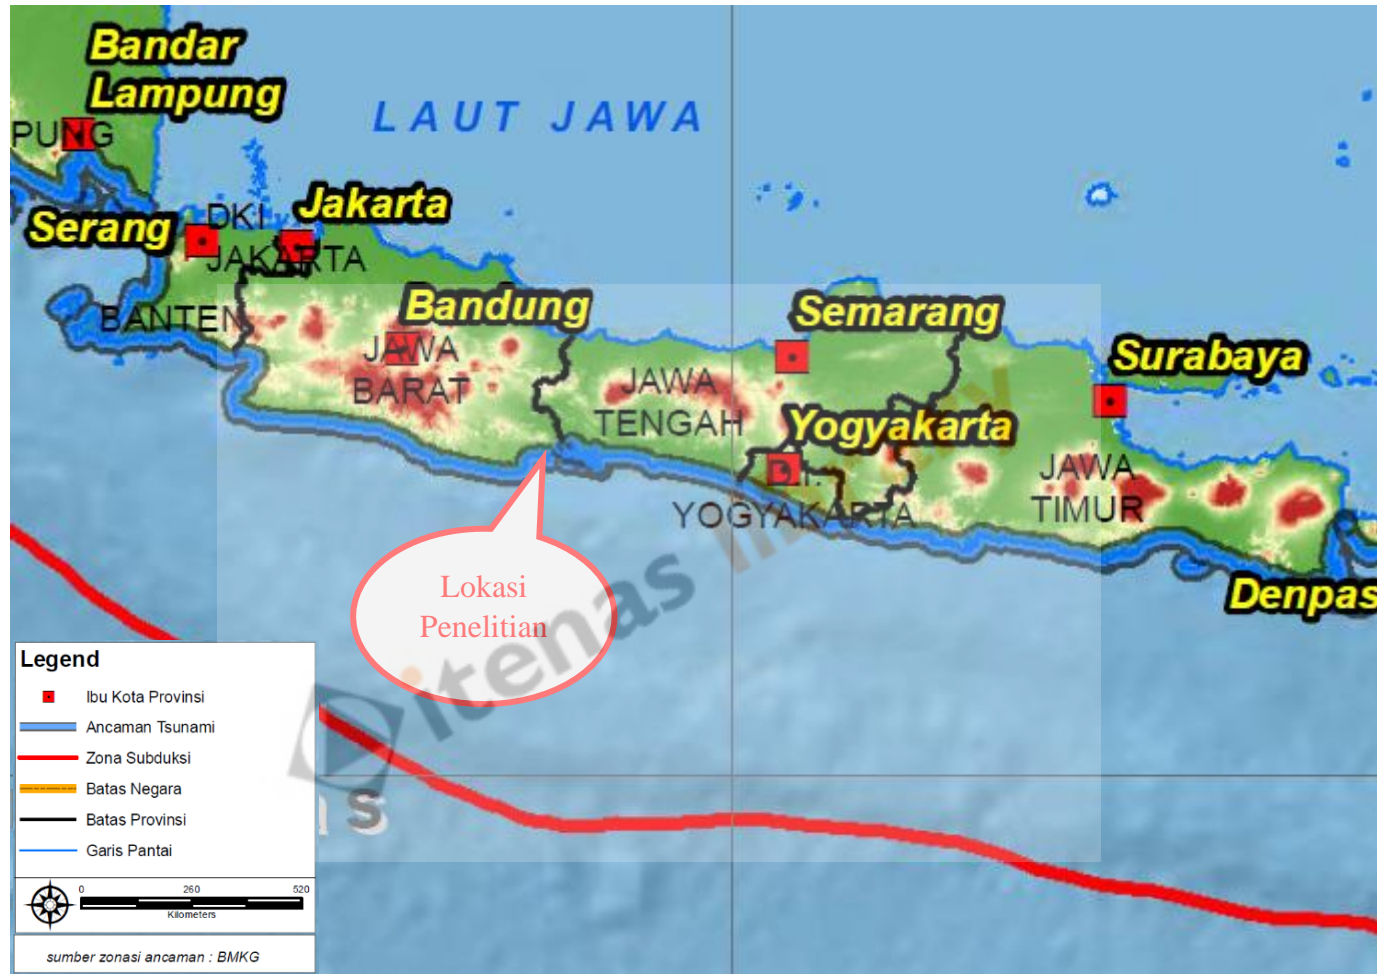 Bandar
Lampung
PUNG
LAUT JAWA
Serang
DKI
JAKARTA
Jakarta
BANTEN
Bandung
JAWA
BARAT
Semarang
JAWA
TENGAH
Surabaya
Yogyakarta
D.I.
YOGYAKARTA
JAWA
TIMUR
Denpas
Lokasi
Penelitian
itenas library
as
Legend
Ibu Kota Provinsi
Ancaman Tsunami
Zona Subduksi
Batas Negara
Batas Provinsi
Garis Pantai
0 260 520
Kilometers
sumber zonasi ancaman : BMKG